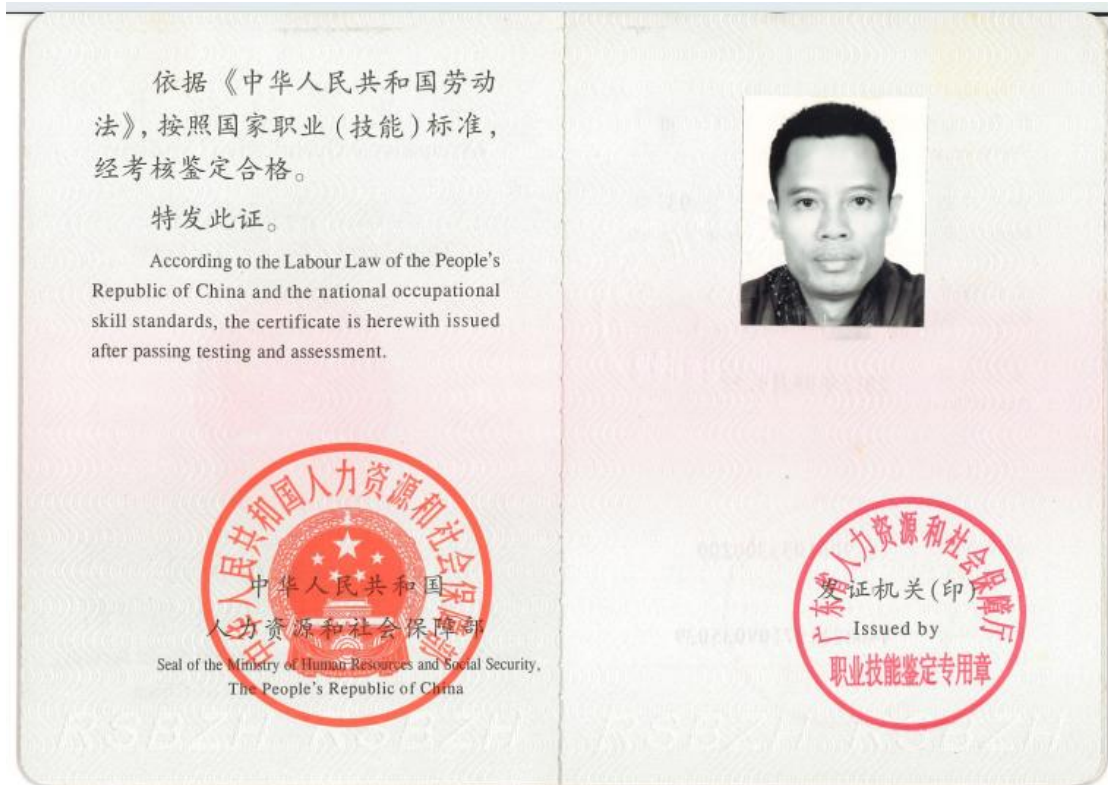 依据《中华人民共和国劳动
法》，按照国家职业（技能）标准，
经考核鉴定合格。
特发此证。
According to the Labour Law of the People's
Republic of China and the national occupational
skill standards, the certificate is herewith issued
after passing testing and assessment.
中华人民共和国人力资源和社会保障部
中华人民共和国
人力资源和社会保障部
Seal of the Ministry of Human Resources and Social Security,
The People's Republic of China
RSBZH RSBZH
广东省人力资源和社会保障厅
发证机关(印)
Issued by
职业技能鉴定专用章
RSBZH RSBZH